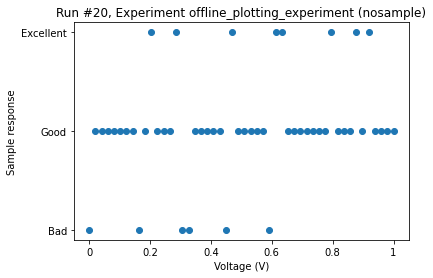 Run #20, Experiment offline_plotting_experiment (nosample)
Excellent
Good
Bad
Sample response
0 0.2 0.4 0.6 0.8 1
Voltage (V)